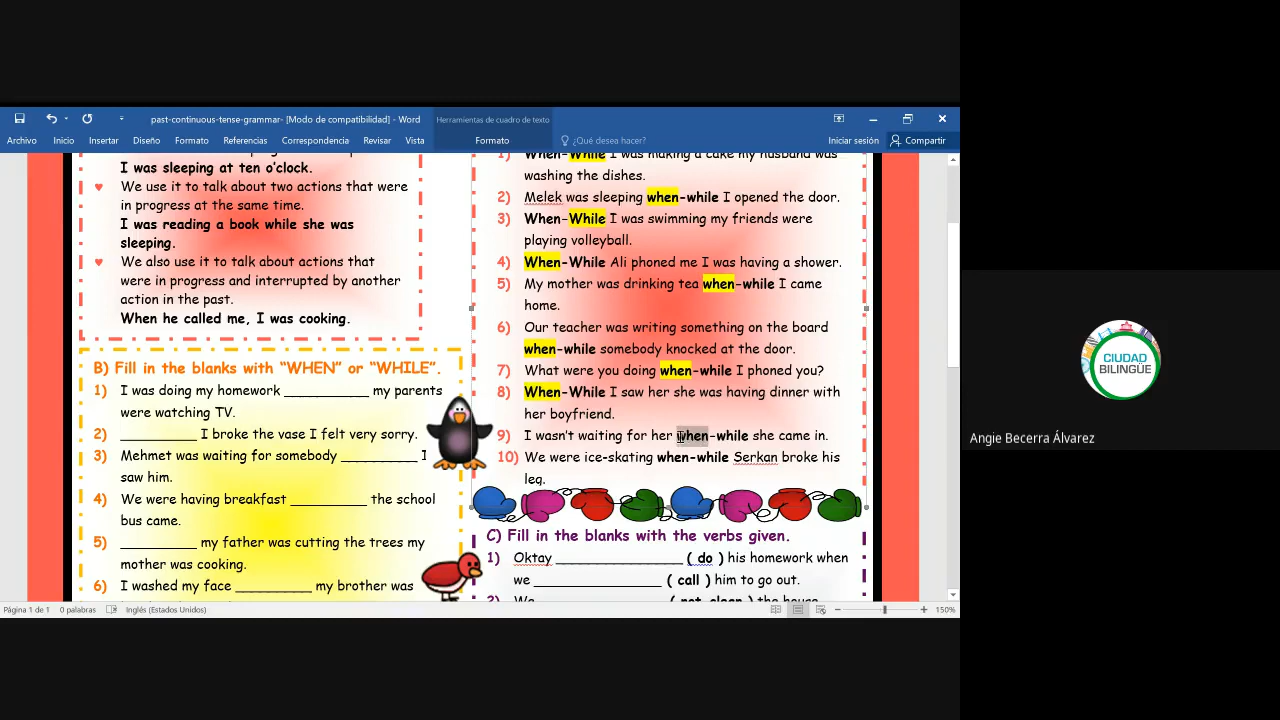 past-continuous-tense-grammar- [Modo de compatibilidad] - Word
Herramientas de cuadro de texto
Archivo Inicio Insertar Diseño Formato Referencias Correspondencia Revisar Vista Formato ¿Qué desea hacer? Iniciar sesión Compartir
I was sleeping at ten o'clock.
♥ We use it to talk about two actions that were
in progress at the same time.
I was reading a book while she was
sleeping.
♥ We also use it to talk about actions that
were in progress and interrupted by another
action in the past.
When he called me, I was cooking.
B) Fill in the blanks with “WHEN” or “WHILE”.
1) I was doing my homework __________ my parents
were watching TV.
2) _________ I broke the vase I felt very sorry.
3) Mehmet was waiting for somebody _________ I
saw him.
4) We were having breakfast _________ the school
bus came.
5) _________ my father was cutting the trees my
mother was cooking.
6) I washed my face _________ my brother was
1) When-While I was making a cake my husband was
washing the dishes.
2) Melek was sleeping when-while I opened the door.
3) When-While I was swimming my friends were
playing volleyball.
4) When-While Ali phoned me I was having a shower.
5) My mother was drinking tea when-while I came
home.
6) Our teacher was writing something on the board
when-while somebody knocked at the door.
7) What were you doing when-while I phoned you?
8) When-While I saw her she was having dinner with
her boyfriend.
9) I wasn't waiting for her when-while she came in.
10) We were ice-skating when-while Serkan broke his
leg.
C) Fill in the blanks with the verbs given.
1) Oktay _______________ ( do ) his homework when
we _______________ ( call ) him to go out.
Página 1 de 1 0 palabras Inglés (Estados Unidos) 150%
CIUDAD
BILINGÜE
Angie Becerra Álvarez